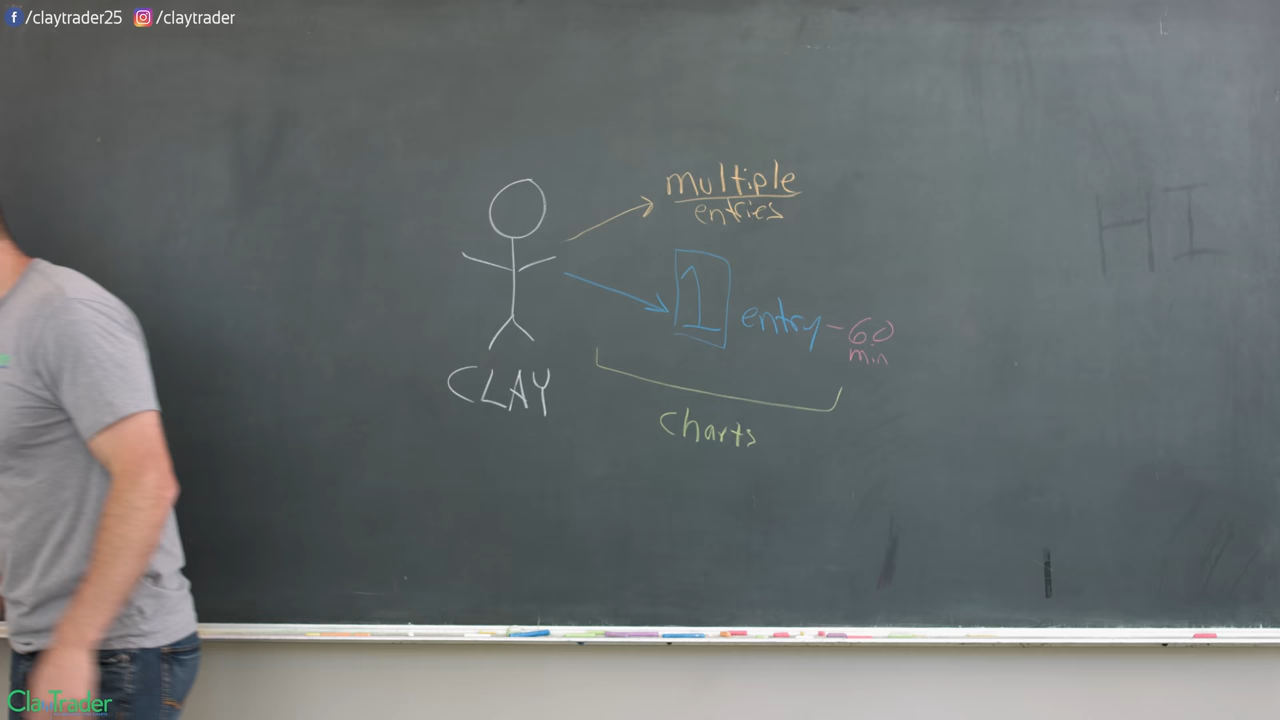 /claytrader25 /claytrader
multiple
entries
HI
1 entry - 60
min
CLAY
Charts
ClayTrader